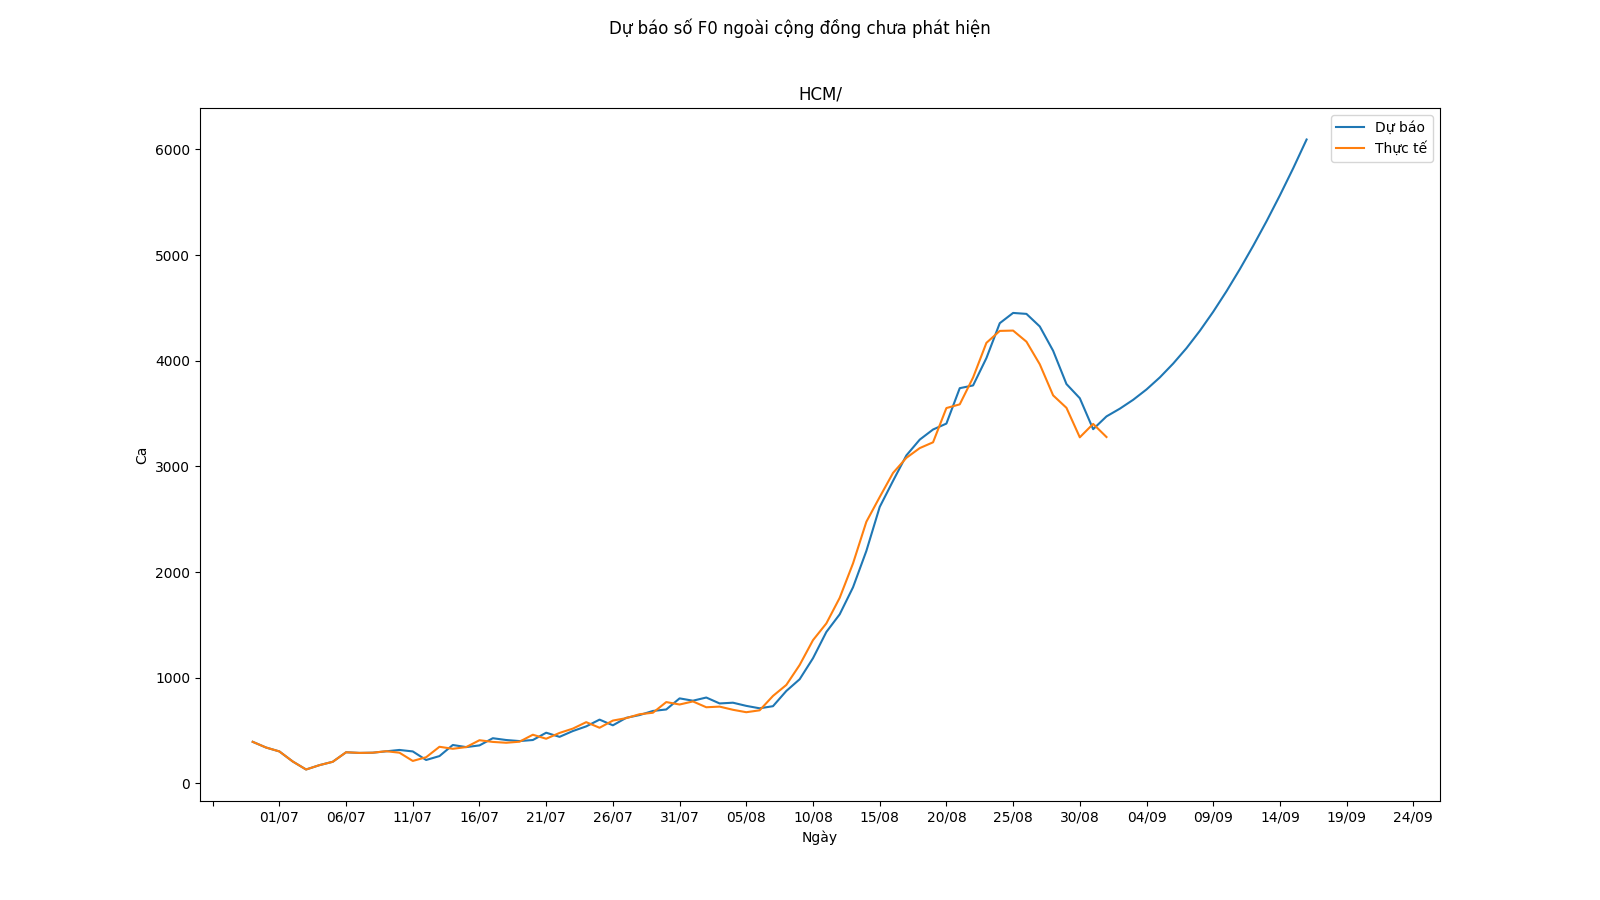 Dự báo số F0 ngoài cộng đồng chưa phát hiện
HCM/
Dự báo
Thực tế
6000
5000
4000
3000
2000
1000
0
Ca
01/07 06/07 11/07 16/07 21/07 26/07 31/07 05/08 10/08 15/08 20/08 25/08 30/08 04/09 09/09 14/09 19/09 24/09
Ngày